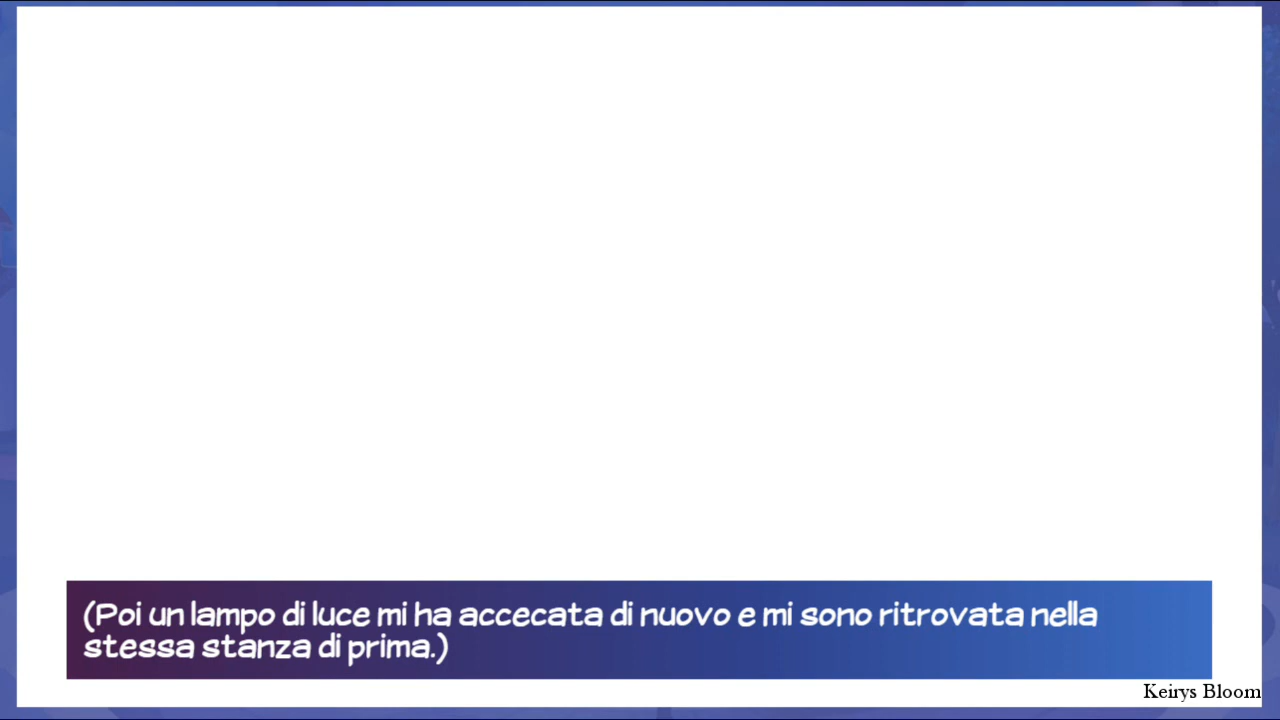 (Poi un lampo di luce mi ha accecata di nuovo e mi sono ritrovata nella
stessa stanza di prima.)
Keirys Bloom